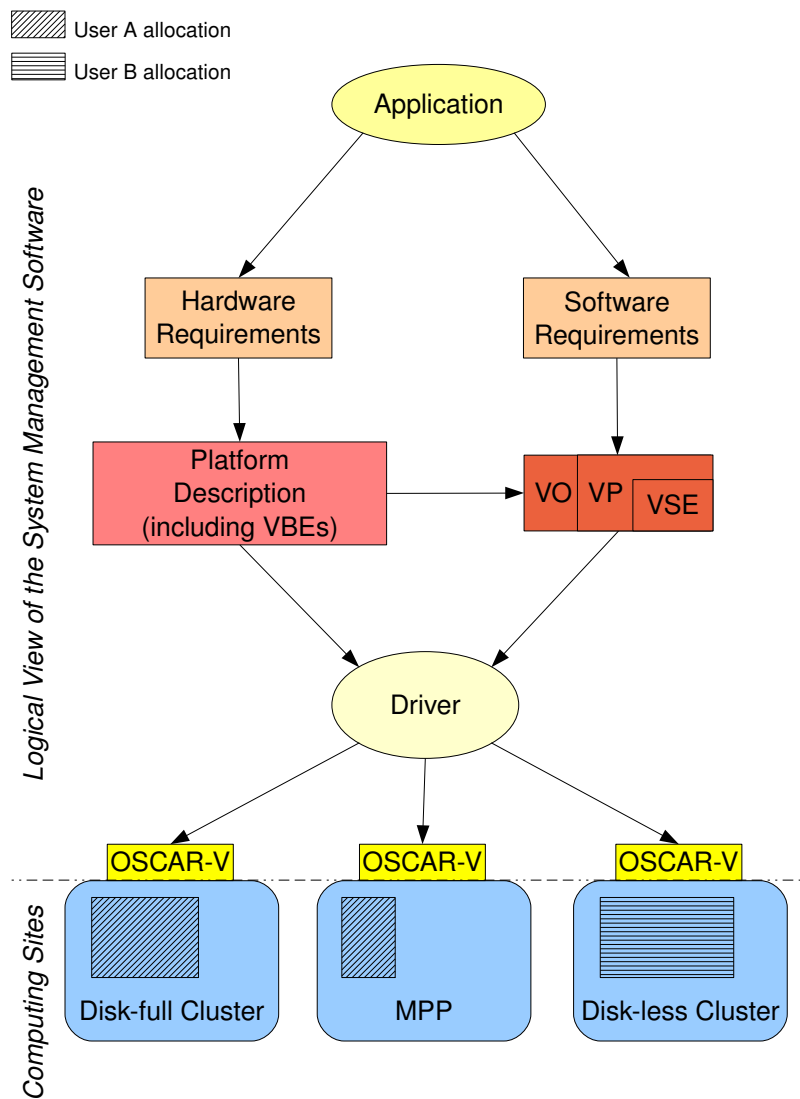 User A allocation
User B allocation
Application
Logical View of the System Management Software
Hardware
Requirements
Software
Requirements
Platform
Description
(including VBEs)
VO
VP
VSE
Driver
OSCAR-V
OSCAR-V
OSCAR-V
Computing Sites
Disk-full Cluster
MPP
Disk-less Cluster